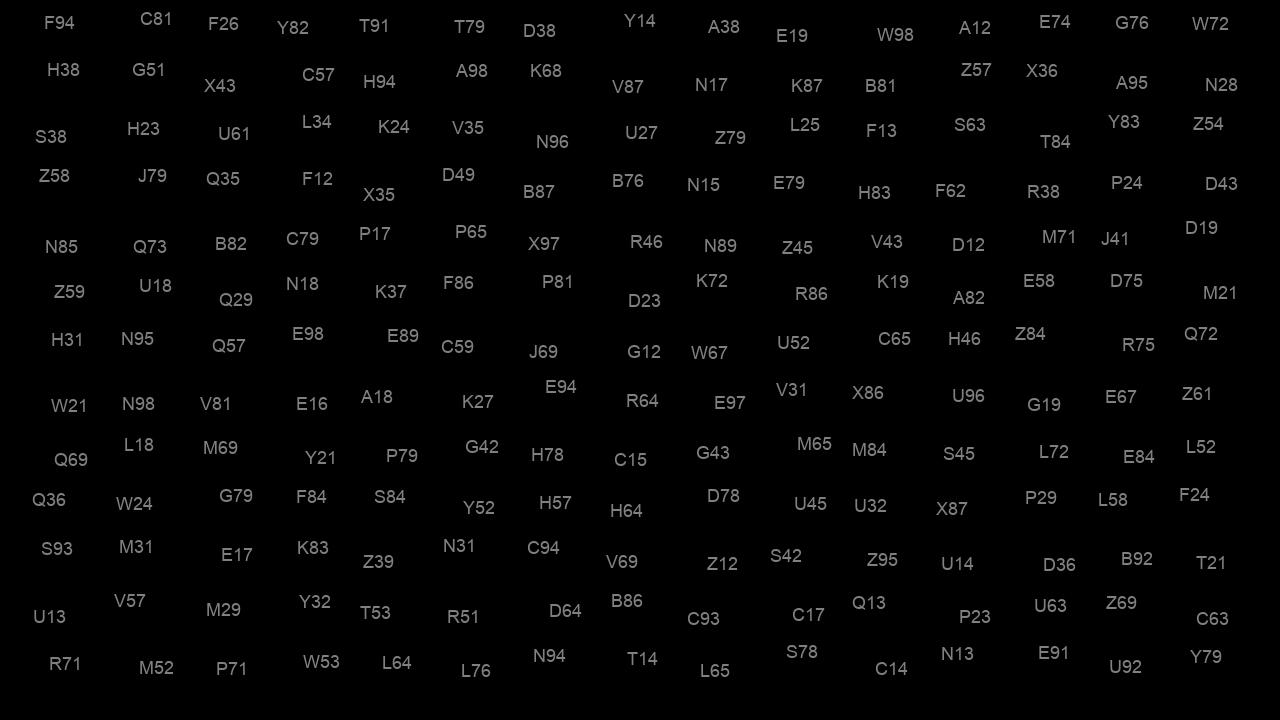 F94 C81 F26 Y82 T91 T79 D38 Y14 A38 E19 W98 A12 E74 G76 W72
H38 G51 X43 C57 H94 A98 K68 V87 N17 K87 B81 Z57 X36 A95 N28
S38 H23 U61 L34 K24 V35 N96 U27 Z79 L25 F13 S63 T84 Y83 Z54
Z58 J79 Q35 F12 X35 D49 B87 B76 N15 E79 H83 F62 R38 P24 D43
N85 Q73 B82 C79 P17 P65 X97 R46 N89 Z45 V43 D12 M71 J41 D19
Z59 U18 Q29 N18 K37 F86 P81 D23 K72 R86 K19 A82 E58 D75 M21
H31 N95 Q57 E98 E89 C59 J69 G12 W67 U52 C65 H46 Z84 R75 Q72
W21 N98 V81 E16 A18 K27 E94 R64 E97 V31 X86 U96 G19 E67 Z61
Q69 L18 M69 Y21 P79 G42 H78 C15 G43 M65 M84 S45 L72 E84 L52
Q36 W24 G79 F84 S84 Y52 H57 H64 D78 U45 U32 X87 P29 L58 F24
S93 M31 E17 K83 Z39 N31 C94 V69 Z12 S42 Z95 U14 D36 B92 T21
U13 V57 M29 Y32 T53 R51 D64 B86 C93 C17 Q13 P23 U63 Z69 C63
R71 M52 P71 W53 L64 L76 N94 T14 L65 S78 C14 N13 E91 U92 Y79